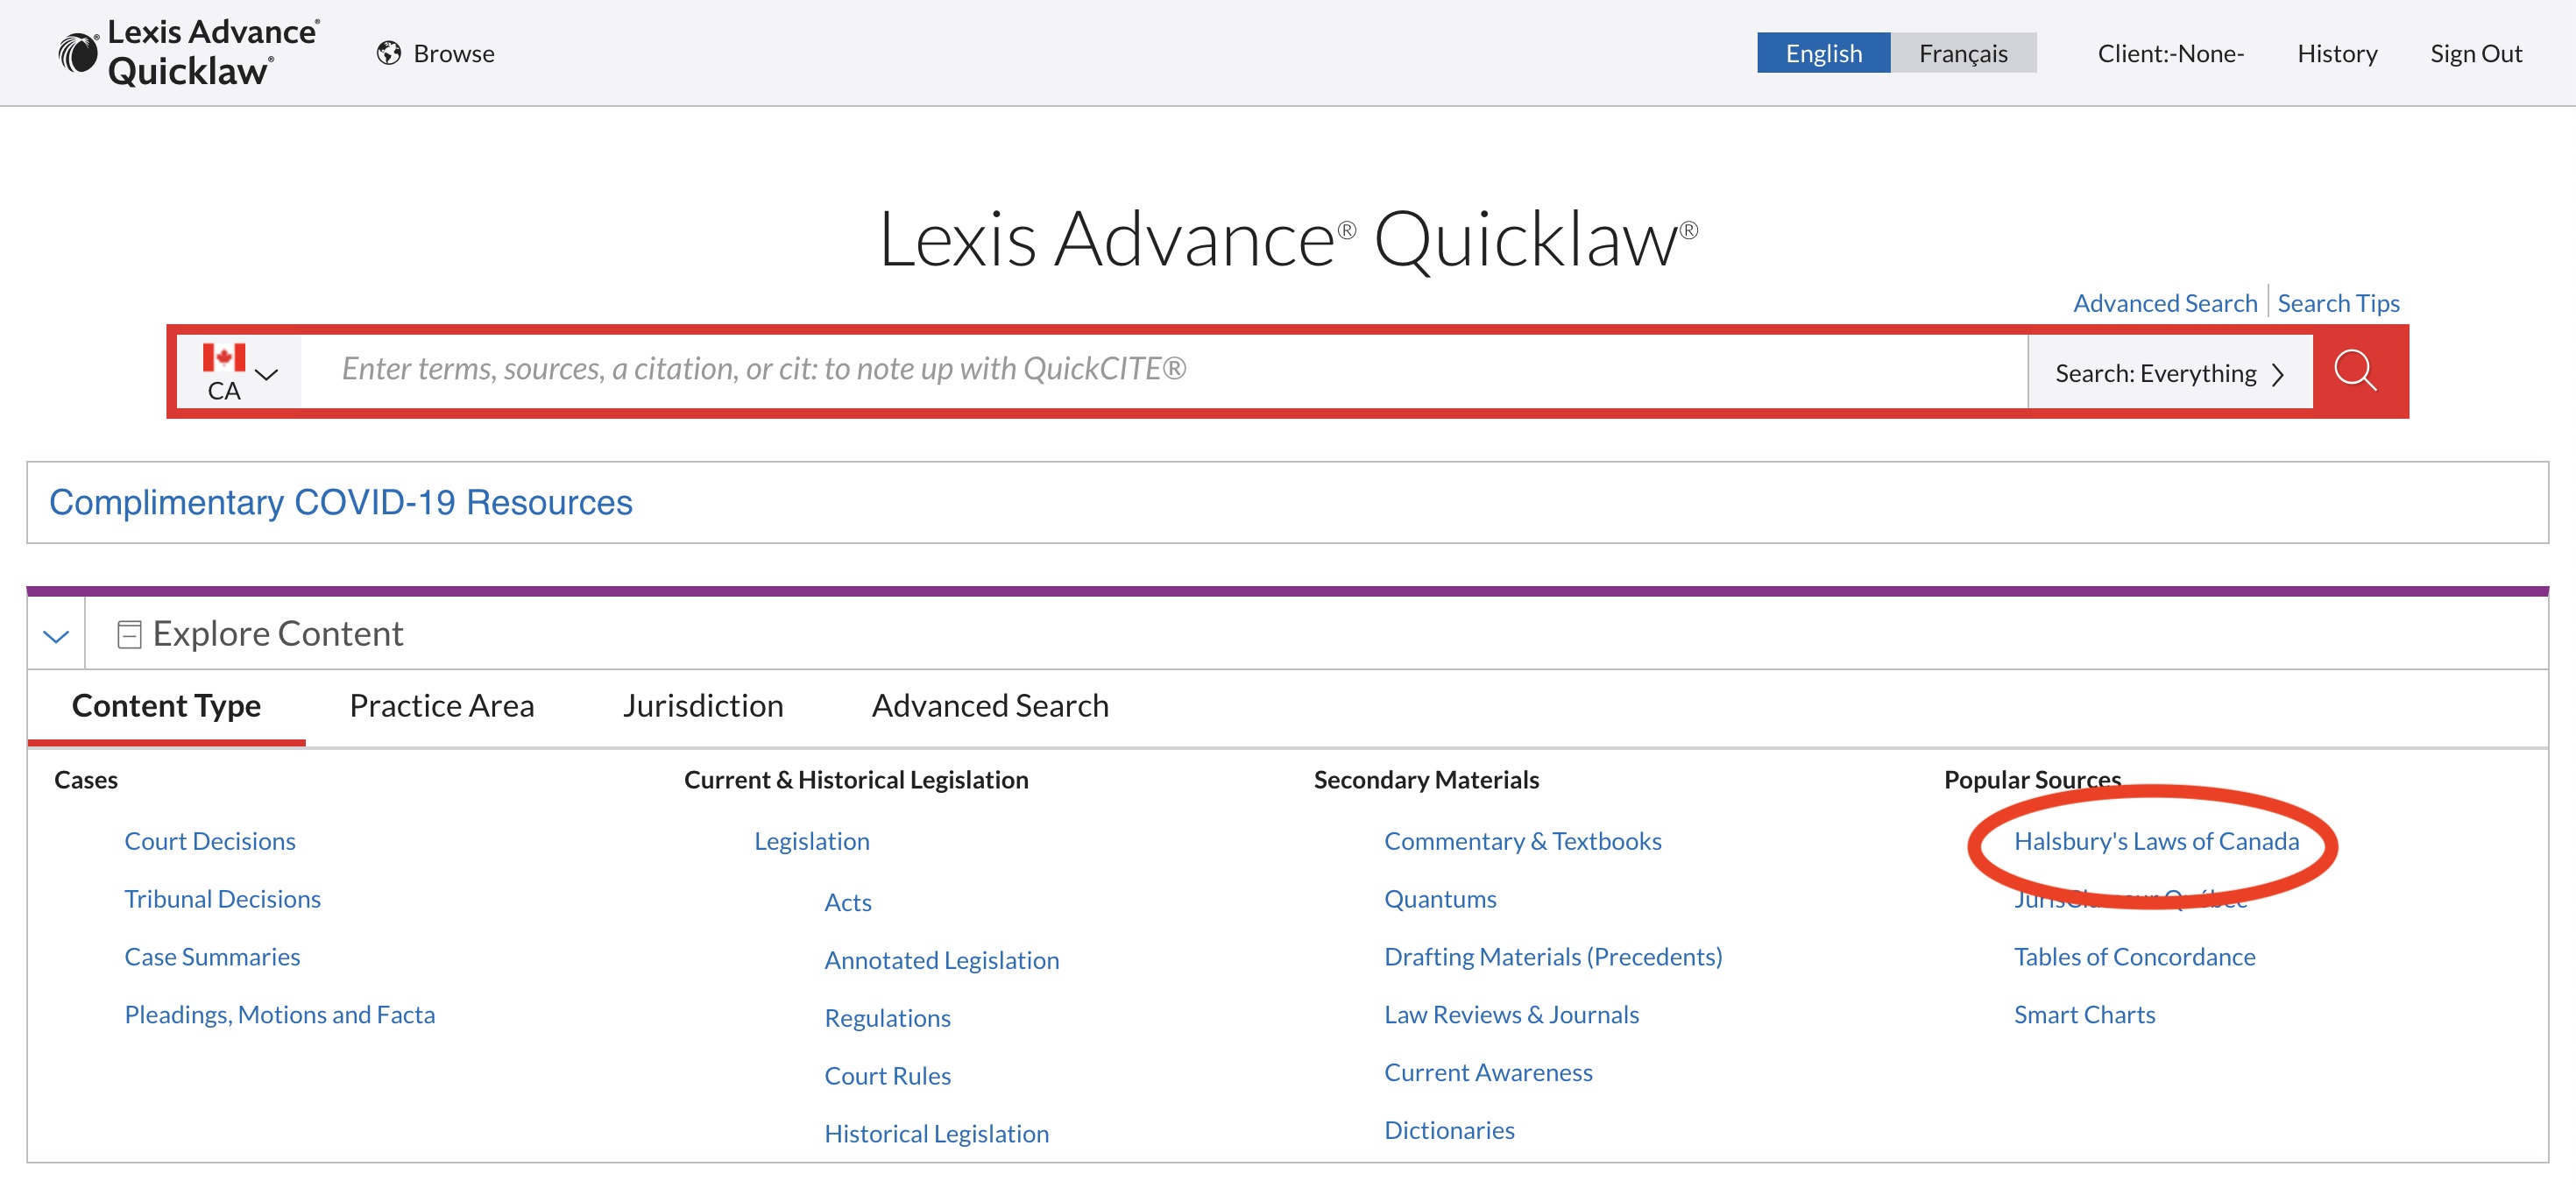 Lexis Advance®
Quicklaw®
Browse
English
Français
Client:-None-
History
Sign Out
Lexis Advance® Quicklaw®
Advanced Search
Search Tips
CA
Enter terms, sources, a citation, or cit: to note up with QuickCITE®
Search: Everything
Complimentary COVID-19 Resources
Explore Content
Content Type
Practice Area
Jurisdiction
Advanced Search
Cases
Court Decisions
Tribunal Decisions
Case Summaries
Pleadings, Motions and Facta
Current & Historical Legislation
Legislation
Acts
Annotated Legislation
Regulations
Court Rules
Historical Legislation
Secondary Materials
Commentary & Textbooks
Quantums
Drafting Materials (Precedents)
Law Reviews & Journals
Current Awareness
Dictionaries
Popular Sources
Halsbury's Laws of Canada
JurisClasseur Québec
Tables of Concordance
Smart Charts